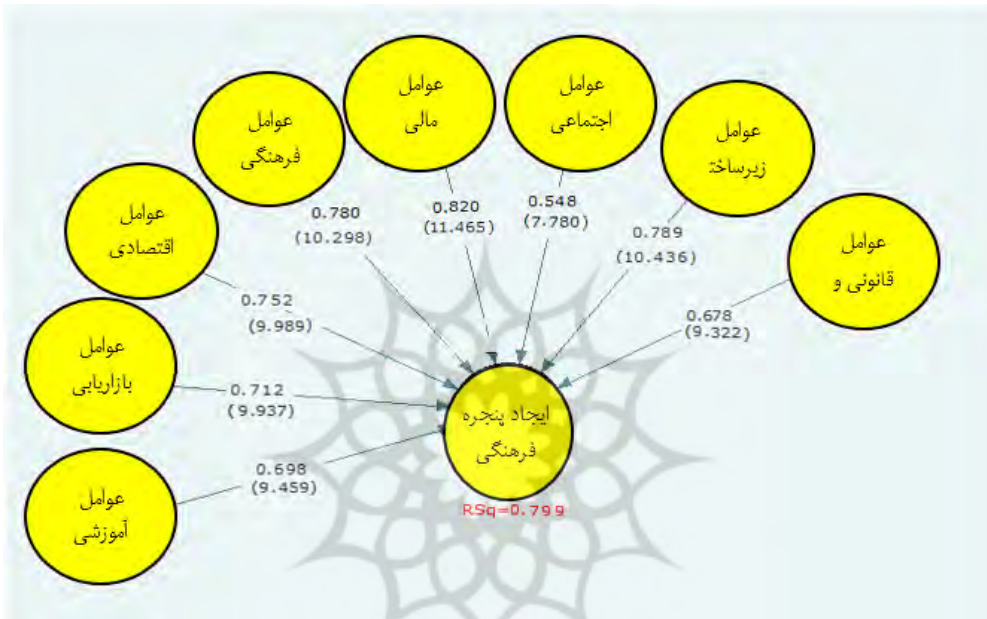 عوامل
مالی
عوامل
اجتماعی
عوامل
فرهنگی
عوامل
زیرساخت
عوامل
اقتصادی
عوامل
قانونی و
0.780
(10.298)
0.820
(11.465)
0.548
(7.780)
0.789
(10.436)
0.752
(9.989)
0.678
(9.322)
عوامل
بازاریابی
0.712
(9.937)
ایجاد پنجره
فرهنگی
0.698
(9.459)
RSq=0.799
عوامل
آموزشی